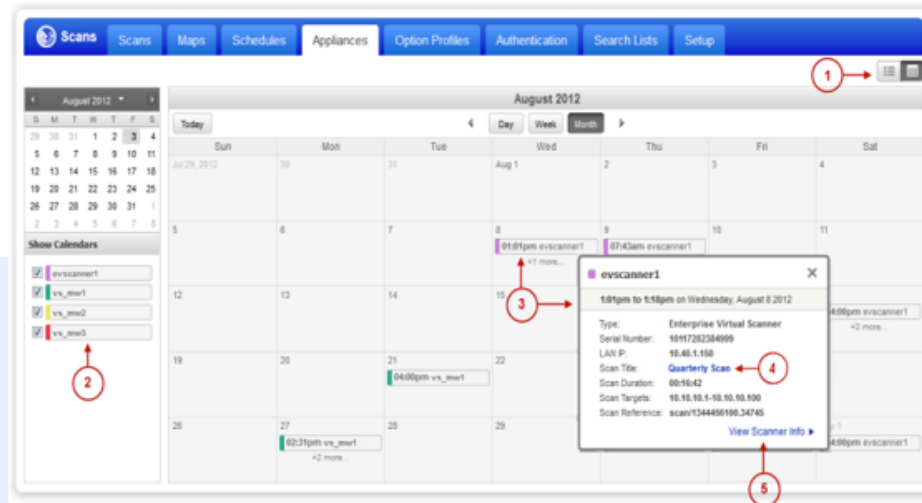 Scans
Scans Maps Schedules Appliances Option Profiles Authentication Search Lists Setup
1
August 2012
S M T W T F S
29 30 31 1 2 3 4
5 6 7 8 9 10 11
12 13 14 15 16 17 18
19 20 21 22 23 24 25
26 27 28 29 30 31 1
2 3 4 5 6 7 8
Show Calendars
evscanner1
vs_mw1
vs_mw2
vs_mw3
2
August 2012
Today Day Week Month
Sun Mon Tue Wed Thu Fri Sat
Jul 29, 2012 30 31 Aug 1 2 3 4
5 6 7 8 9 10 11
01:01pm evscanner1 07:43am evscanner1
+1 more...
3
12 13 14 15
4:00pm evscanner1
+2 more...
19 20 21 22
04:00pm vs_mw1
26 27 28 29
02:31pm vs_mw1
+2 more...
4:00pm evscanner1
evscanner1
1:01pm to 1:18pm on Wednesday, August 8 2012
Type: Enterprise Virtual Scanner
Serial Number: 10117282384999
LAN IP: 10.40.1.150
Scan Title: Quarterly Scan
4
Scan Duration: 00:16:42
Scan Targets: 10.10.10.1-10.10.10.100
Scan Reference: scan/1344456100.34745
View Scanner Info
5